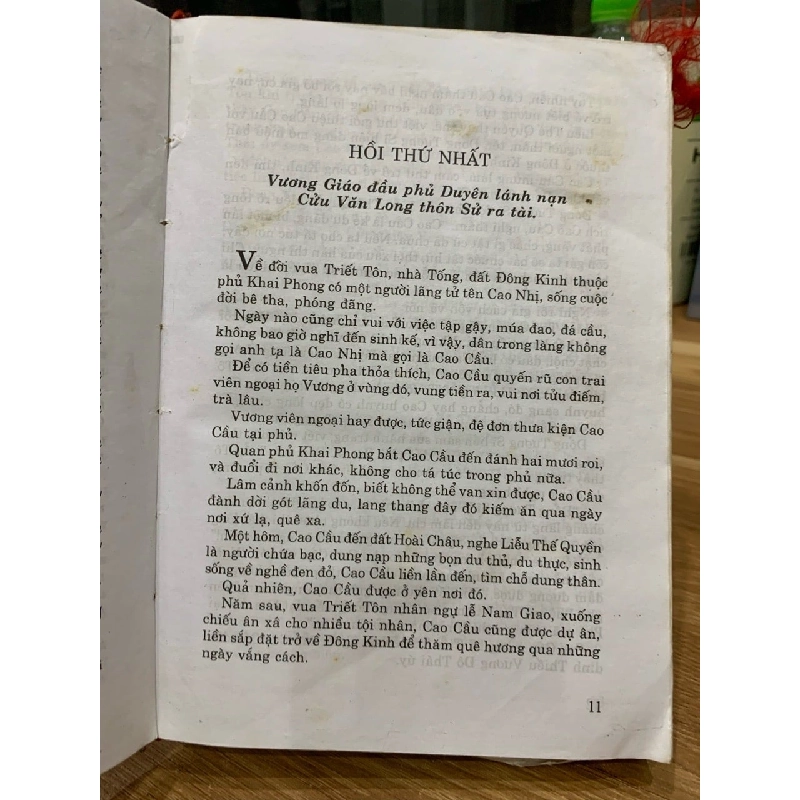 HỒI THỨ NHẤT
Vương Giáo đầu phủ Duyên lánh nạn
Cửu Văn Long thôn Sử ra tài.
Về đời vua Triết Tôn, nhà Tống, đất Đông Kinh thuộc
phủ Khai Phong có một người lãng tử tên Cao Nhị, sống cuộc
đời bê tha, phóng đãng.
Ngày nào cũng chỉ vui với việc tập gậy, múa đao, đá cầu,
không bao giờ nghĩ đến sinh kế, vì vậy, dân trong làng không
gọi anh ta là Cao Nhị mà gọi là Cao Cầu.
Để có tiền tiêu pha thỏa thích, Cao Cầu quyến rũ con trai
viên ngoại họ Vương ở vùng đó, vung tiền ra, vui nơi tửu điếm,
trà lâu.
Vương viên ngoại hay được, tức giận, đệ đơn thưa kiện Cao
Cầu tại phủ.
Quan phủ Khai Phong bắt Cao Cầu đến đánh hai mươi roi,
và đuổi đi nơi khác, không cho tá túc trong phủ nữa.
Lâm cảnh khốn đốn, biết không thể van xin được, Cao Cầu
đành dời gót lãng du, lang thang đây đó kiếm ăn qua ngày
nơi xứ lạ, quê xa.
Một hôm, Cao Cầu đến đất Hoài Châu, nghe Liễu Thế Quyền
là người chứa bạc, dung nạp những bọn du thủ, du thực, sinh
sống về nghề đen đỏ, Cao Cầu liền lần đến, tìm chỗ dung thân.
Quả nhiên, Cao Cầu được ở yên nơi đó.
Năm sau, vua Triết Tôn nhân ngự lễ Nam Giao, xuống
chiếu ân xá cho nhiều tội nhân, Cao Cầu cũng được dự ân,
liền sắp đặt trở về Đông Kinh để thăm quê hương qua những
ngày vắng cách.
11